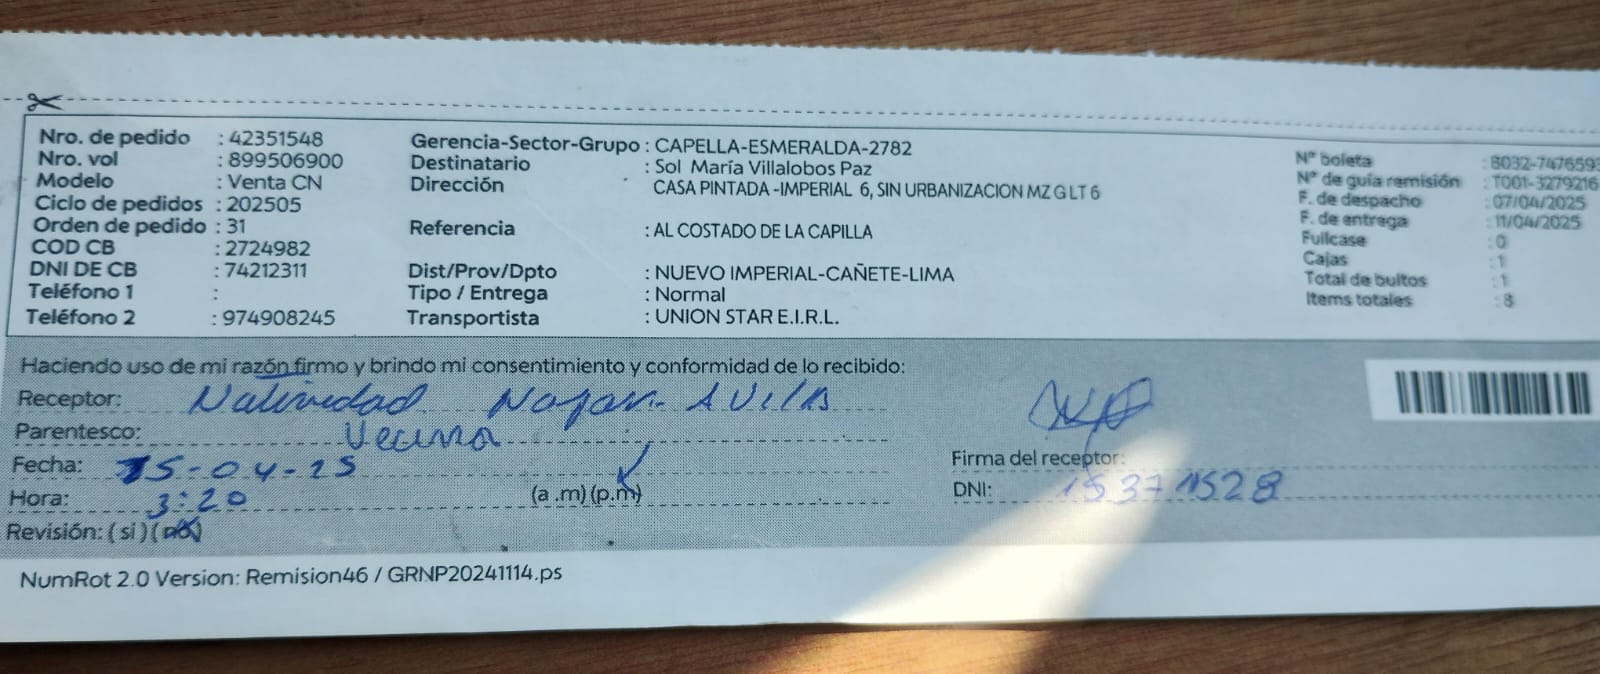 Nro. de pedido : 42351548
Nro. vol : 899506900
Modelo : Venta CN
Ciclo de pedidos : 202505
Orden de pedido : 31
COD CB : 2724982
DNI DE CB : 74212311
Teléfono 1 :
Teléfono 2 : 974908245
Gerencia-Sector-Grupo : CAPELLA-ESMERALDA-2782
Destinatario : Sol María Villalobos Paz
Dirección CASA PINTADA -IMPERIAL 6, SIN URBANIZACION MZ G LT 6
Referencia : AL COSTADO DE LA CAPILLA
Dist/Prov/Dpto : NUEVO IMPERIAL-CAÑETE-LIMA
Tipo / Entrega : Normal
Transportista : UNION STAR E.I.R.L.
N° boleta : B032-7476593
N° de guía remisión : T001-3279216
F. de despacho : 07/04/2025
F. de entrega : 11/04/2025
Fullcase : 0
Cajas : 1
Total de bultos : 1
Items totales : 8
Haciendo uso de mi razón firmo y brindo mi consentimiento y conformidad de lo recibido:
Receptor: Natividad AVILA
Parentesco: Vecina
Fecha: 15-04-25
Hora: 3:20 (a .m) (p.m)
Revisión: ( si ) ( no )
Firma del receptor:
DNI: 15371528
NumRot 2.0 Version: Remision46 / GRNP20241114.ps